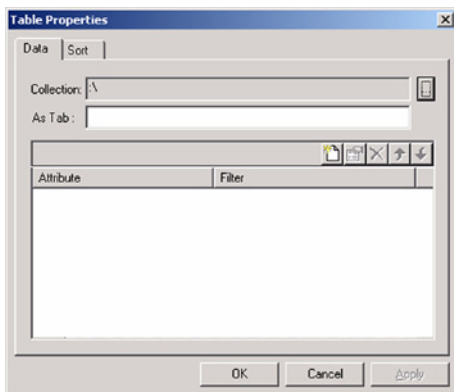 Table Properties
Data Sort
Collection: :\
As Tab :
Attribute Filter
OK Cancel Apply